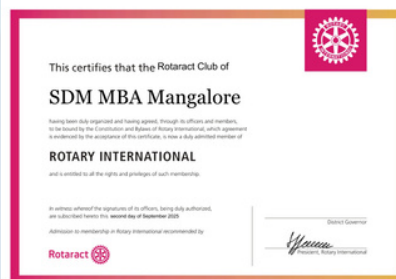 This certifies that the Rotaract Club of
SDM MBA Mangalore
having been duly organized and having agreed, through its officers and members,
to be bound by the Constitution and Bylaws of Rotary International, which agreement
is evidenced by the acceptance of this certificate, is now a duly admitted member of
ROTARY INTERNATIONAL
and is entitled to all the rights and privileges of such membership.
In witness whereof the signatures of its officers, being duly authorized,
are subscribed hereto this second day of September 2025
Admission to membership in Rotary International recommended by
District Governor
President, Rotary International
Rotaract